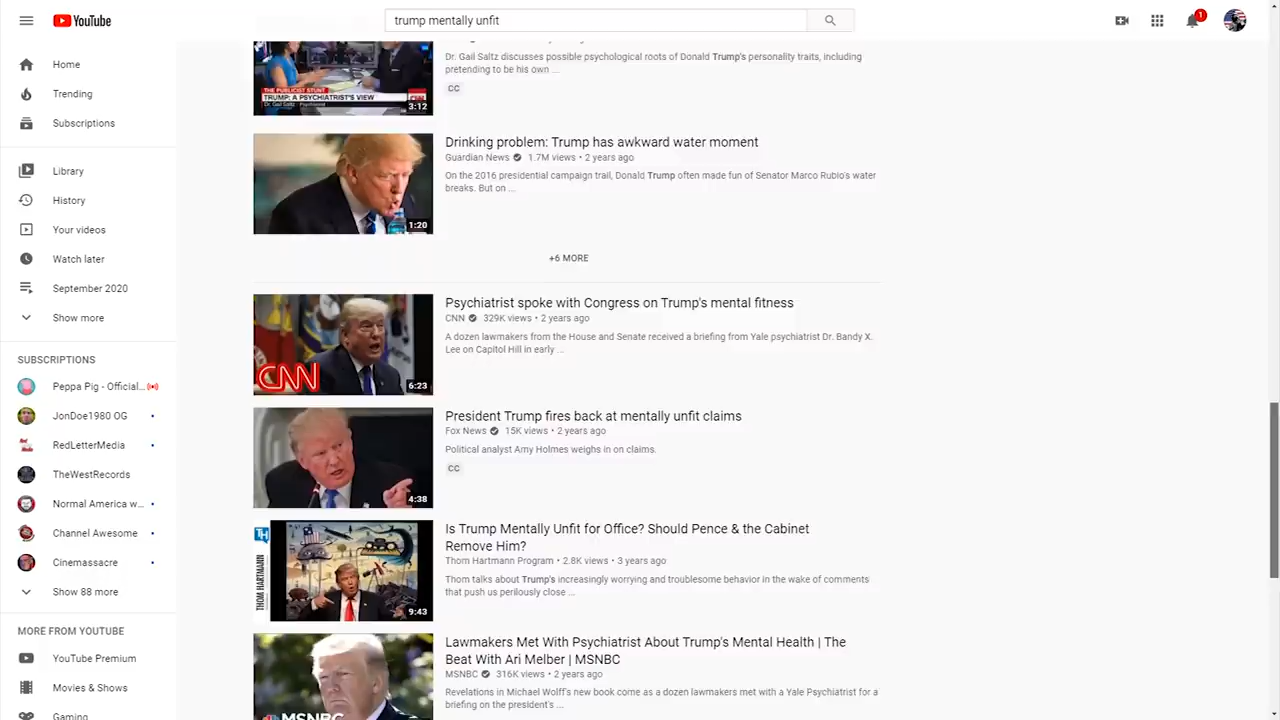 YouTube
trump mentally unfit
1
Home
Trending
Subscriptions
Library
History
Your videos
Watch later
September 2020
Show more
SUBSCRIPTIONS
Peppa Pig - Official...
JonDoe1980 OG
RedLetterMedia
TheWestRecords
Normal America w...
Channel Awesome
Cinemassacre
Show 88 more
MORE FROM YOUTUBE
YouTube Premium
Movies & Shows
Gaming
THE PUBLICIST STUNT
TRUMP: A PSYCHIATRIST'S VIEW
CNN
3:12
Dr. Gail Saltz discusses possible psychological roots of Donald Trump's personality traits, including
pretending to be his own ...
CC
1:20
Drinking problem: Trump has awkward water moment
Guardian News 1.7M views • 2 years ago
On the 2016 presidential campaign trail, Donald Trump often made fun of Senator Marco Rubio's water
breaks. But on ...
+6 MORE
CNN
6:23
Psychiatrist spoke with Congress on Trump's mental fitness
CNN 329K views • 2 years ago
A dozen lawmakers from the House and Senate received a briefing from Yale psychiatrist Dr. Bandy X.
Lee on Capitol Hill in early ...
4:38
President Trump fires back at mentally unfit claims
Fox News 15K views • 2 years ago
Political analyst Amy Holmes weighs in on claims.
CC
TH
THOM HARTMANN
9:43
Is Trump Mentally Unfit for Office? Should Pence & the Cabinet
Remove Him?
Thom Hartmann Program • 2.8K views • 3 years ago
Thom talks about Trump's increasingly worrying and troublesome behavior in the wake of comments
that push us perilously close ...
MSNBC
Lawmakers Met With Psychiatrist About Trump's Mental Health | The
Beat With Ari Melber | MSNBC
MSNBC 316K views • 2 years ago
Revelations in Michael Wolff's new book come as a dozen lawmakers met with a Yale Psychiatrist for a
briefing on the president's ...